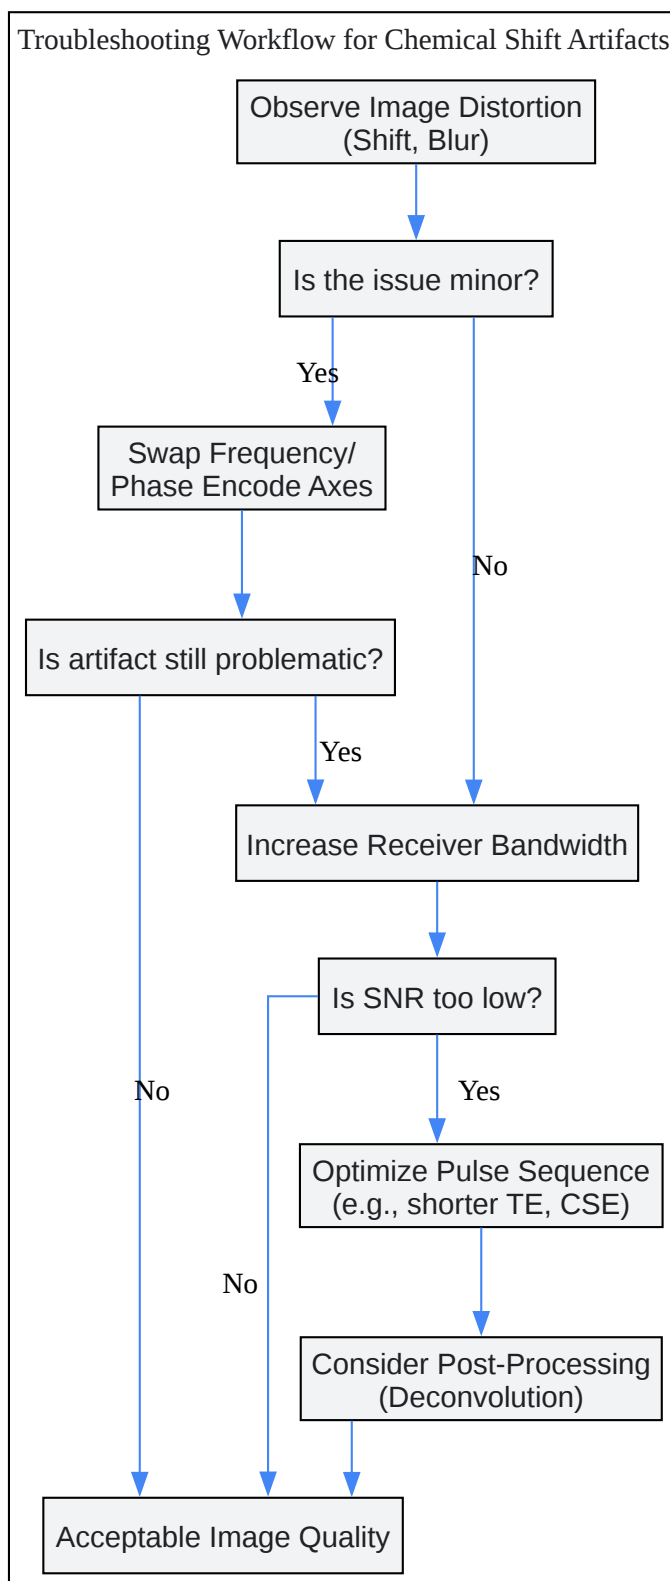 Troubleshooting Workflow for Chemical Shift Artifacts
Observe Image Distortion
(Shift, Blur)
Is the issue minor?
Yes
Swap Frequency/
Phase Encode Axes
No
Is artifact still problematic?
Yes
Increase Receiver Bandwidth
Is SNR too low?
No
Yes
Optimize Pulse Sequence
(e.g., shorter TE, CSE)
No
Consider Post-Processing
(Deconvolution)
Acceptable Image Quality